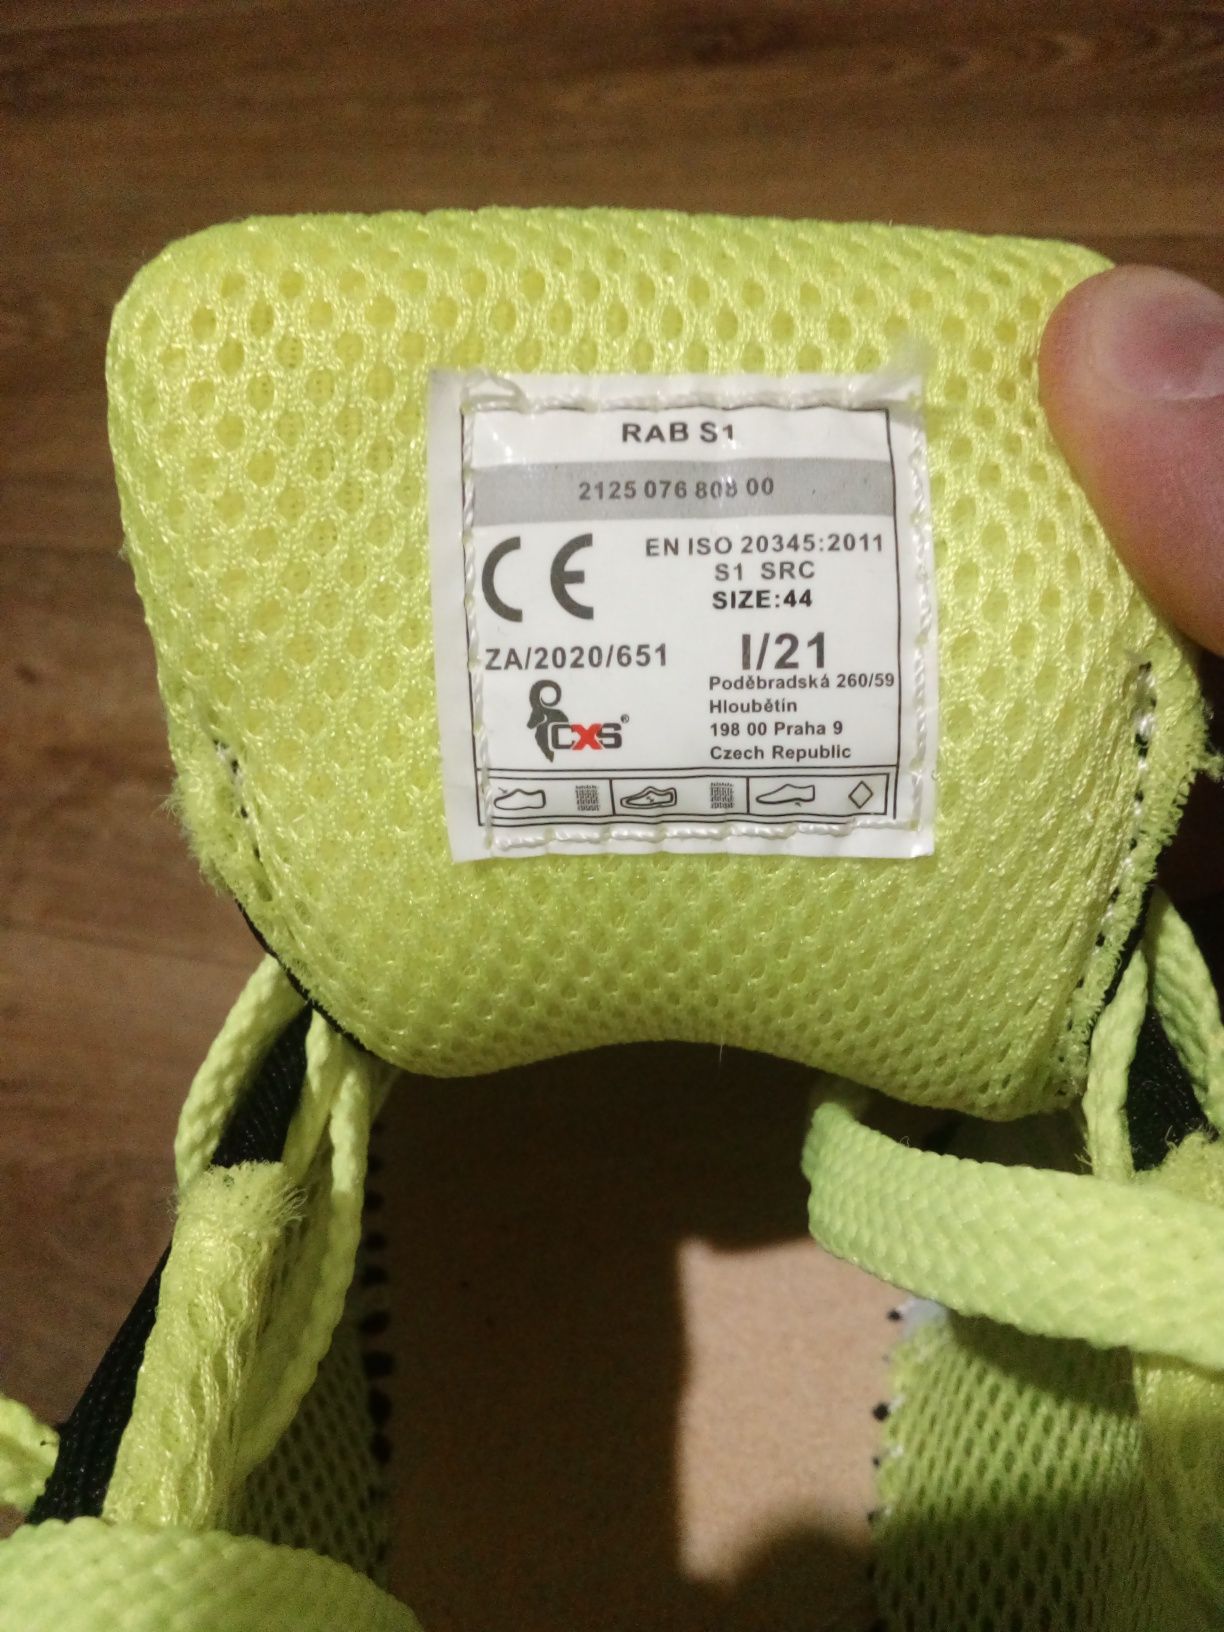 RAB S1
2125 076 808 00
CE
EN ISO 20345:2011
S1 SRC
SIZE:44
ZA/2020/651
I/21
CXS®
Poděbradská 260/59
Hloubětín
198 00 Praha 9
Czech Republic